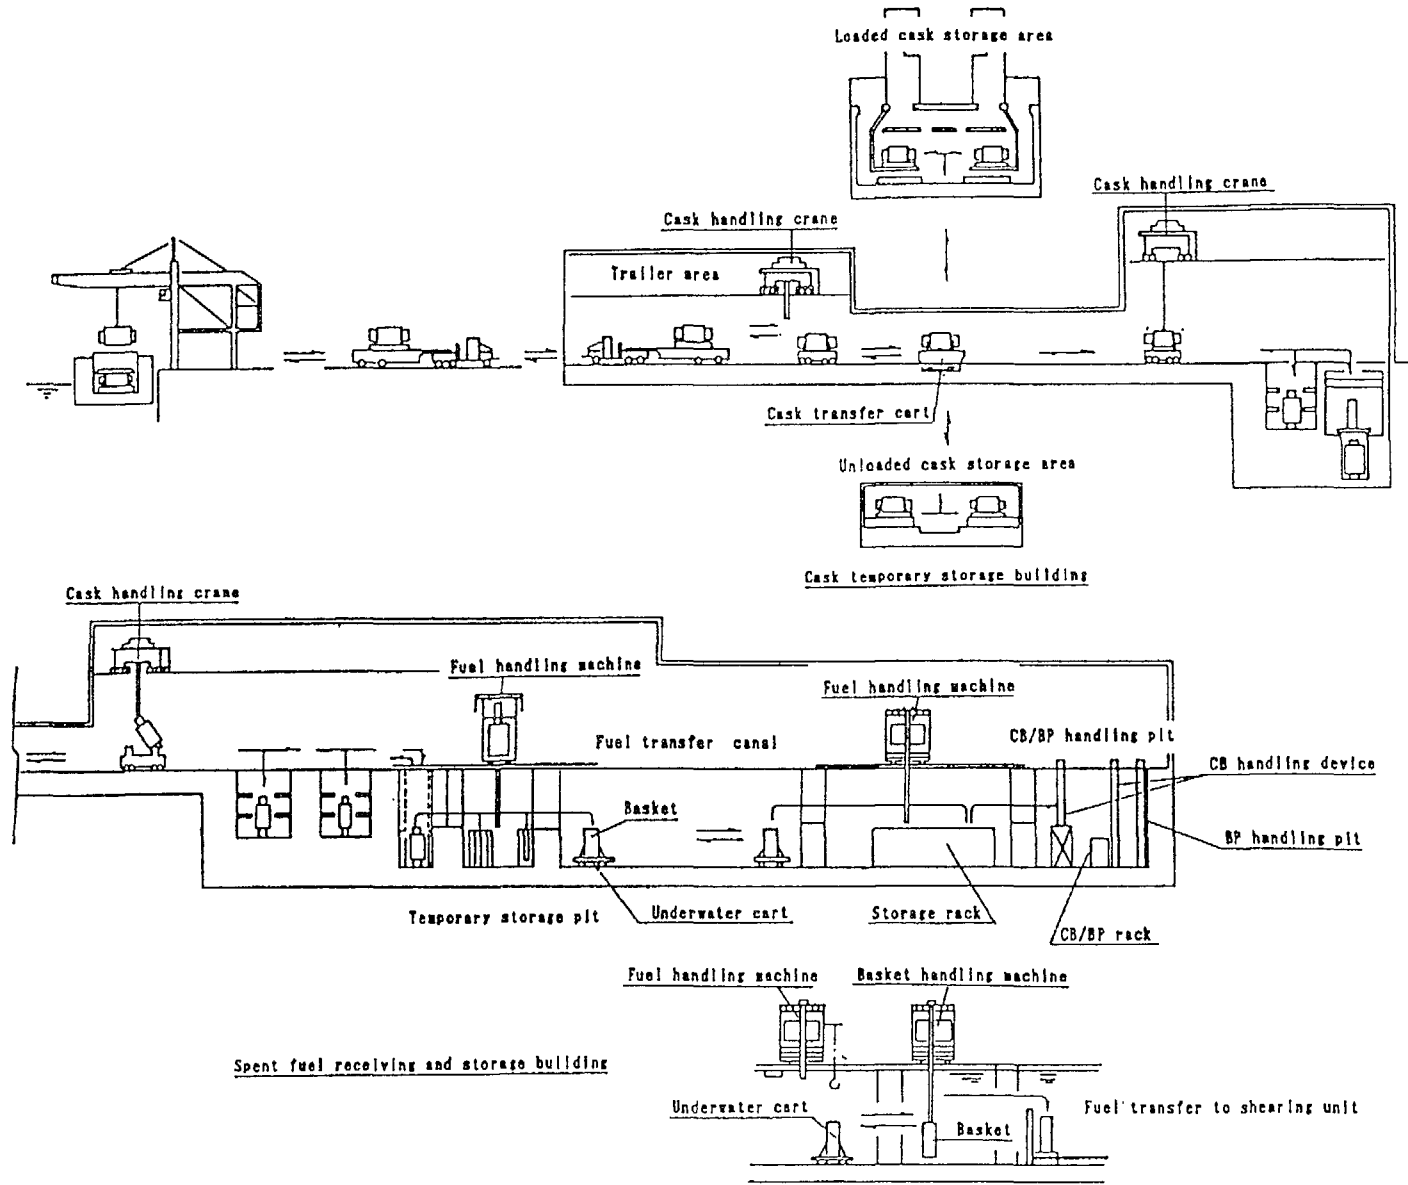 Loaded cask storage area
Cask handling crane
Cask handling crane
Trailer area
Cask transfer cart
Unloaded cask storage area
Cask temporary storage building
Cask handling crane
Fuel handling machine
Fuel handling machine
Fuel transfer canal
CB/BP handling pit
CB handling device
Basket
BP handling pit
Temporary storage pit
Underwater cart
Storage rack
CB/BP rack
Fuel handling machine
Basket handling machine
Spent fuel receiving and storage building
Underwater cart
Fuel transfer to shearing unit
Basket